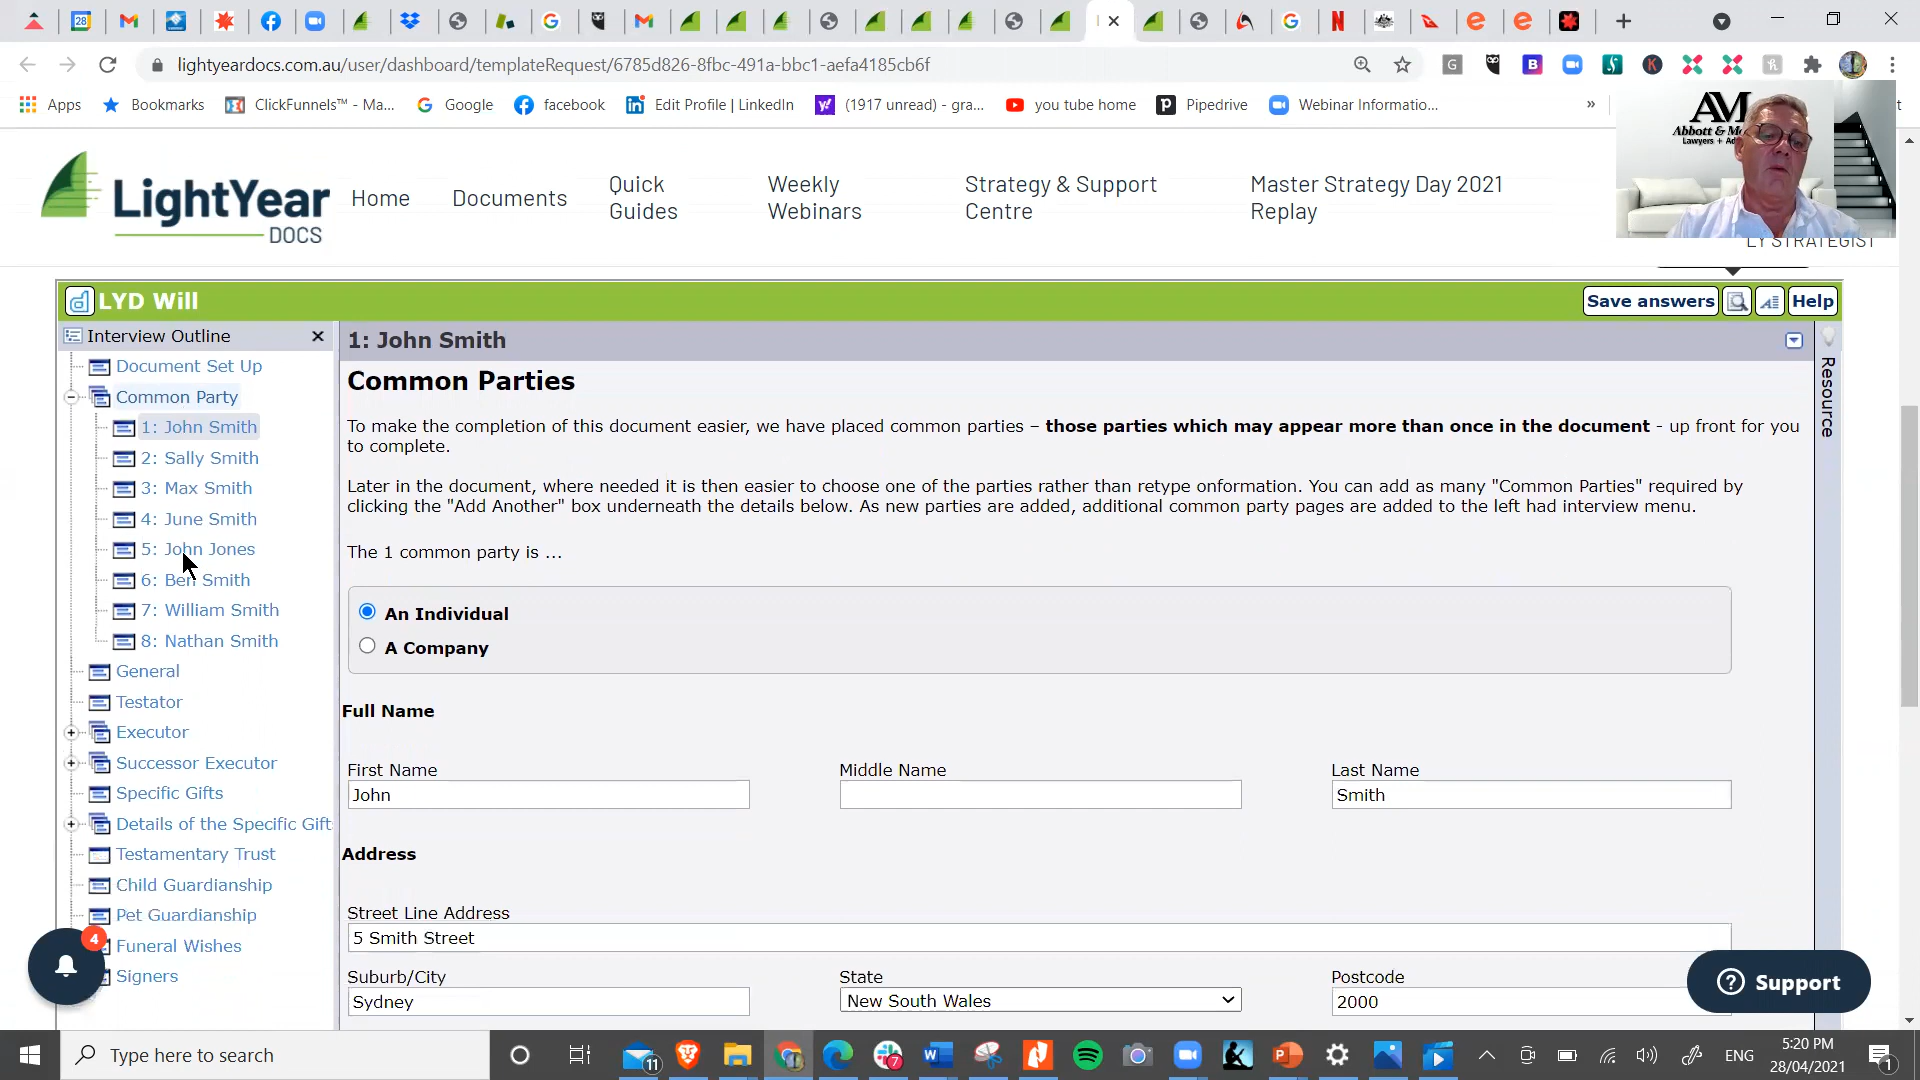 28
lightyeardocs.com.au/user/dashboard/templateRequest/6785d826-8fbc-491a-bbc1-aefa4185cb6f
Apps
Bookmarks
ClickFunnels™ - Ma...
Google
facebook
Edit Profile | LinkedIn
(1917 unread) - gra...
you tube home
Pipedrive
Webinar Informatio...
»
AM
Abbott & Mo
Lawyers + Ad
LightYear
DOCS
Home
Documents
Quick
Guides
Weekly
Webinars
Strategy & Support
Centre
Master Strategy Day 2021
Replay
LY STRATEGIST
LYD Will
Save answers
Help
Interview Outline
Document Set Up
Common Party
1: John Smith
2: Sally Smith
3: Max Smith
4: June Smith
5: John Jones
6: Ben Smith
7: William Smith
8: Nathan Smith
General
Testator
Executor
Successor Executor
Specific Gifts
Details of the Specific Gift
Testamentary Trust
Child Guardianship
Pet Guardianship
Funeral Wishes
Signers
4
1: John Smith
Common Parties
To make the completion of this document easier, we have placed common parties – those parties which may appear more than once in the document - up front for you
to complete.
Later in the document, where needed it is then easier to choose one of the parties rather than retype onformation. You can add as many "Common Parties" required by
clicking the "Add Another" box underneath the details below. As new parties are added, additional common party pages are added to the left had interview menu.
The 1 common party is ...
An Individual
A Company
Full Name
First Name
Middle Name
Last Name
John
Smith
Address
Street Line Address
5 Smith Street
Suburb/City
State
Postcode
Sydney
New South Wales
2000
Resource
Support
Type here to search
11
7
ENG
5:20 PM
28/04/2021
1